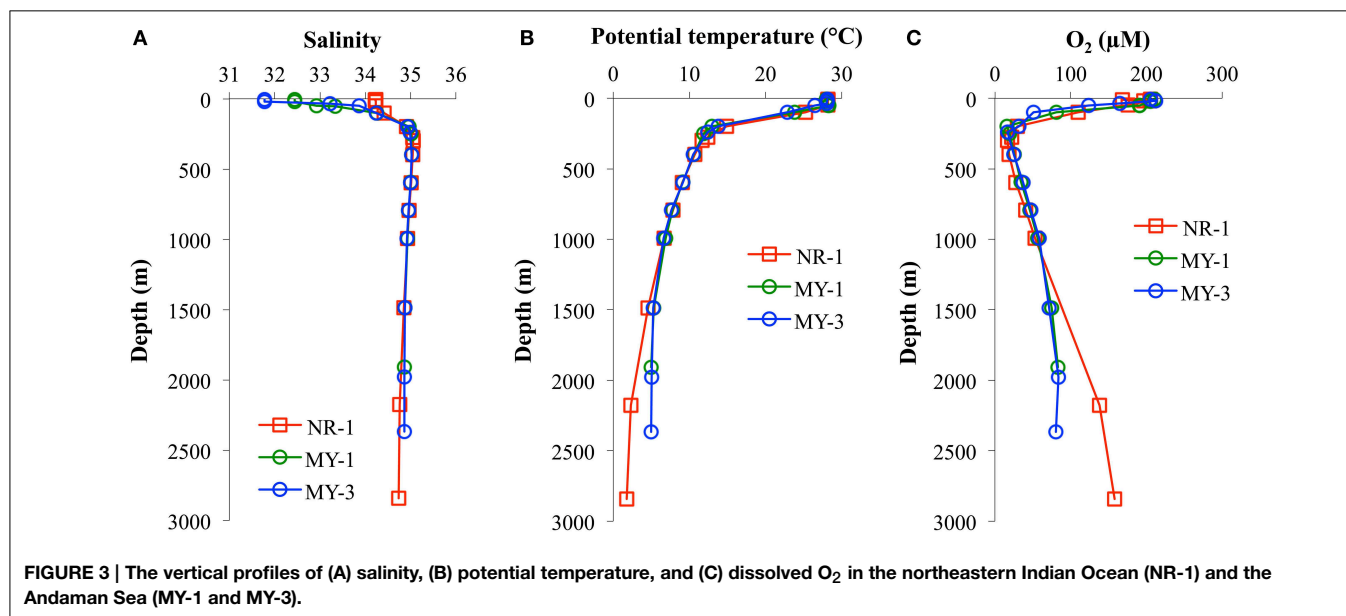 A
Salinity
31 32 33 34 35 36
0
500
1000
1500
2000
2500
3000
Depth (m)
NR-1
MY-1
MY-3
B
Potential temperature (°C)
0 10 20 30
0
500
1000
1500
2000
2500
3000
Depth (m)
NR-1
MY-1
MY-3
C
O₂ (µM)
0 100 200 300
0
500
1000
1500
2000
2500
3000
Depth (m)
NR-1
MY-1
MY-3
FIGURE 3 | The vertical profiles of (A) salinity, (B) potential temperature, and (C) dissolved O₂ in the northeastern Indian Ocean (NR-1) and the
Andaman Sea (MY-1 and MY-3).